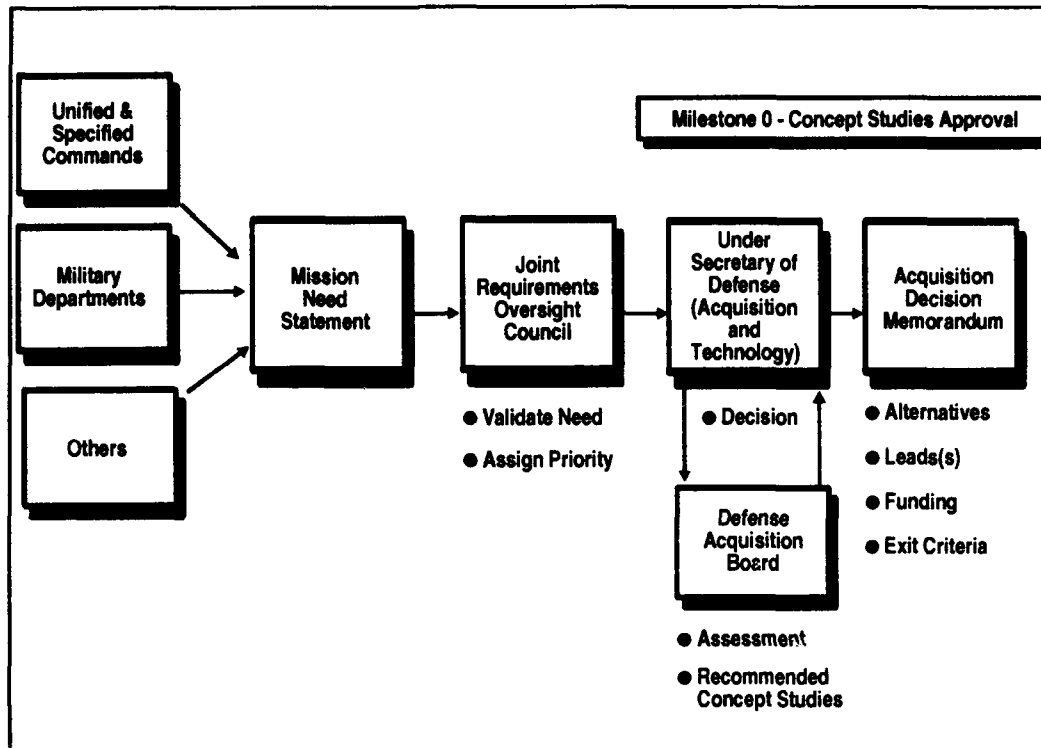 Unified &
Specified
Commands
Milestone 0 - Concept Studies Approval
Military
Departments
Others
Mission
Need
Statement
Joint
Requirements
Oversight
Council
● Validate Need
● Assign Priority
Under
Secretary of
Defense
(Acquisition
and
Technology)
● Decision
Defense
Acquisition
Board
● Assessment
● Recommended
Concept Studies
Acquisition
Decision
Memorandum
● Alternatives
● Leads(s)
● Funding
● Exit Criteria